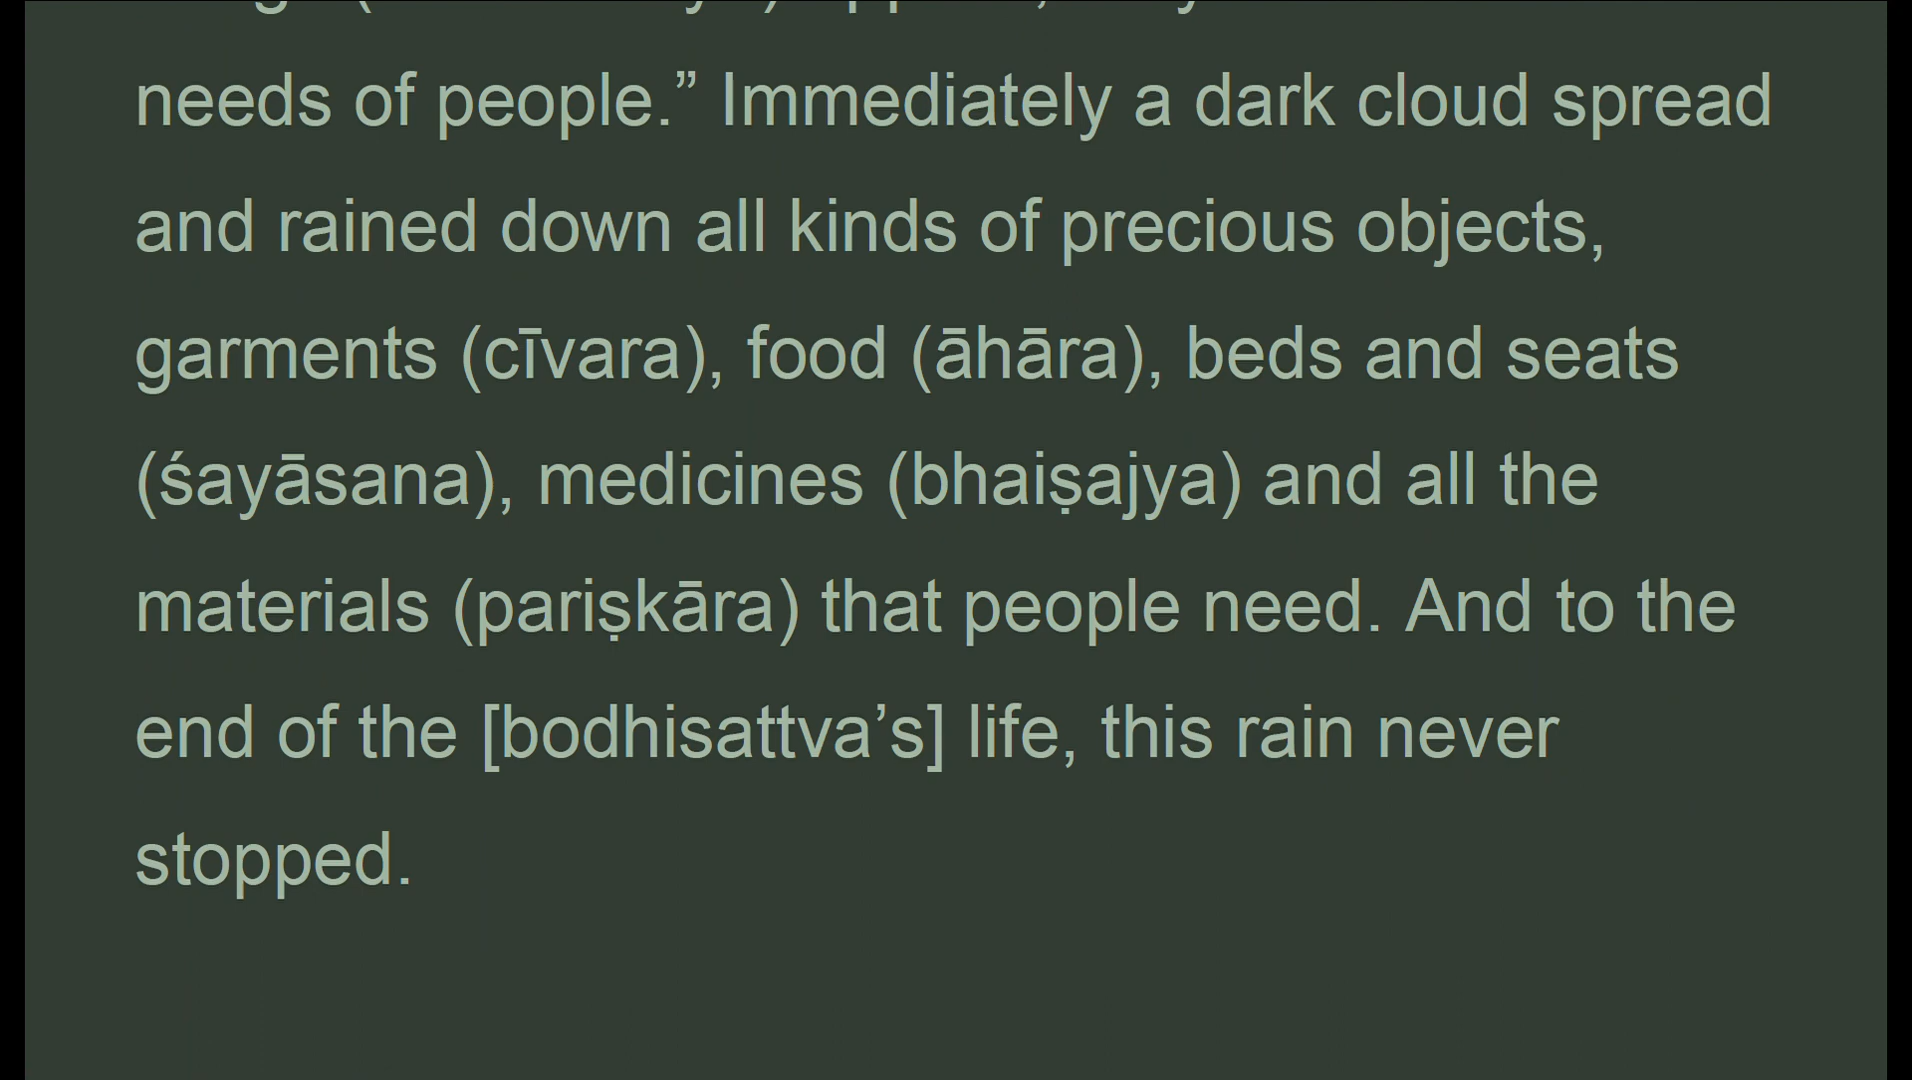 needs of people.” Immediately a dark cloud spread
and rained down all kinds of precious objects,
garments (cīvara), food (āhāra), beds and seats
(śayāsana), medicines (bhaiṣajya) and all the
materials (pariṣkāra) that people need. And to the
end of the [bodhisattva’s] life, this rain never
stopped.